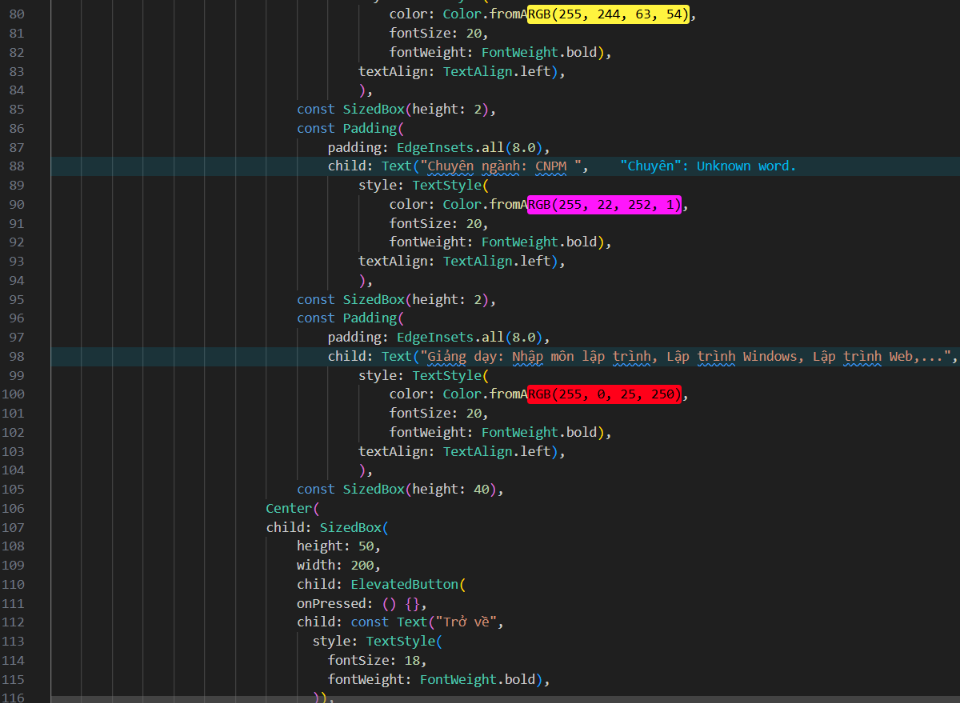 80 color: Color.fromARGB(255, 244, 63, 54),
81 fontSize: 20,
82 fontWeight: FontWeight.bold),
83 textAlign: TextAlign.left),
84 ),
85 const SizedBox(height: 2),
86 const Padding(
87 padding: EdgeInsets.all(8.0),
88 child: Text("Chuyên ngành: CNPM ", "Chuyên": Unknown word.
89 style: TextStyle(
90 color: Color.fromARGB(255, 22, 252, 1),
91 fontSize: 20,
92 fontWeight: FontWeight.bold),
93 textAlign: TextAlign.left),
94 ),
95 const SizedBox(height: 2),
96 const Padding(
97 padding: EdgeInsets.all(8.0),
98 child: Text("Giảng dạy: Nhập môn lập trình, Lập trình Windows, Lập trình Web,...",
99 style: TextStyle(
100 color: Color.fromARGB(255, 0, 25, 250),
101 fontSize: 20,
102 fontWeight: FontWeight.bold),
103 textAlign: TextAlign.left),
104 ),
105 const SizedBox(height: 40),
106 Center(
107 child: SizedBox(
108 height: 50,
109 width: 200,
110 child: ElevatedButton(
111 onPressed: () {},
112 child: const Text("Trở về",
113 style: TextStyle(
114 fontSize: 18,
115 fontWeight: FontWeight.bold),
116 )),